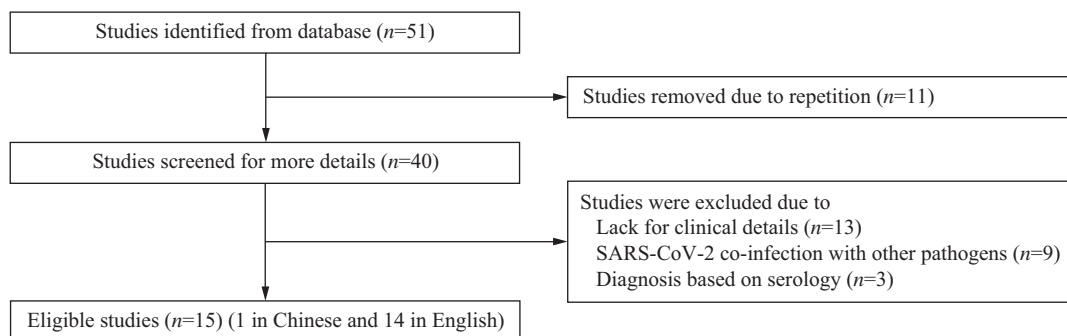 Studies identified from database (n=51)
Studies removed due to repetition (n=11)
Studies screened for more details (n=40)
Studies were excluded due to
Lack for clinical details (n=13)
SARS-CoV-2 co-infection with other pathogens (n=9)
Diagnosis based on serology (n=3)
Eligible studies (n=15) (1 in Chinese and 14 in English)